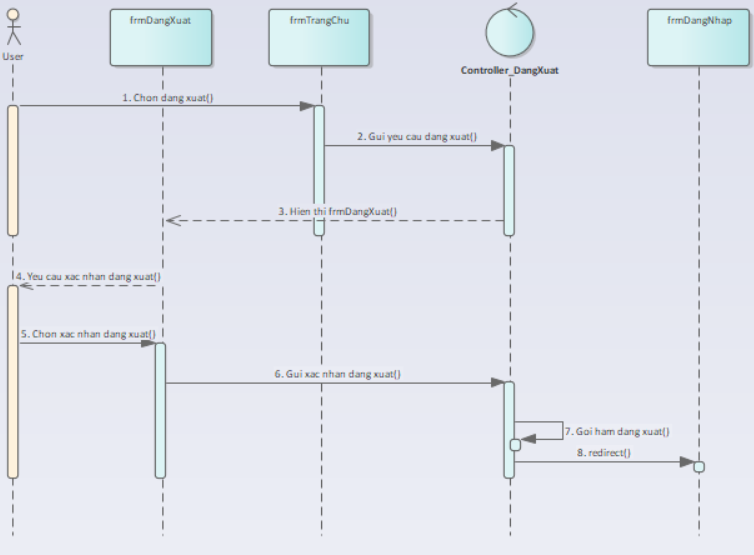 frmDangXuat
frmTrangChu
frmDangNhap
User
Controller_DangXuat
1. Chon dang xuat()
2. Gui yeu cau dang xuat()
3. Hien thi frmDangXuat()
4. Yeu cau xac nhan dang xuat()
5. Chon xac nhan dang xuat()
6. Gui xac nhan dang xuat()
7. Goi ham dang xuat()
8. redirect()